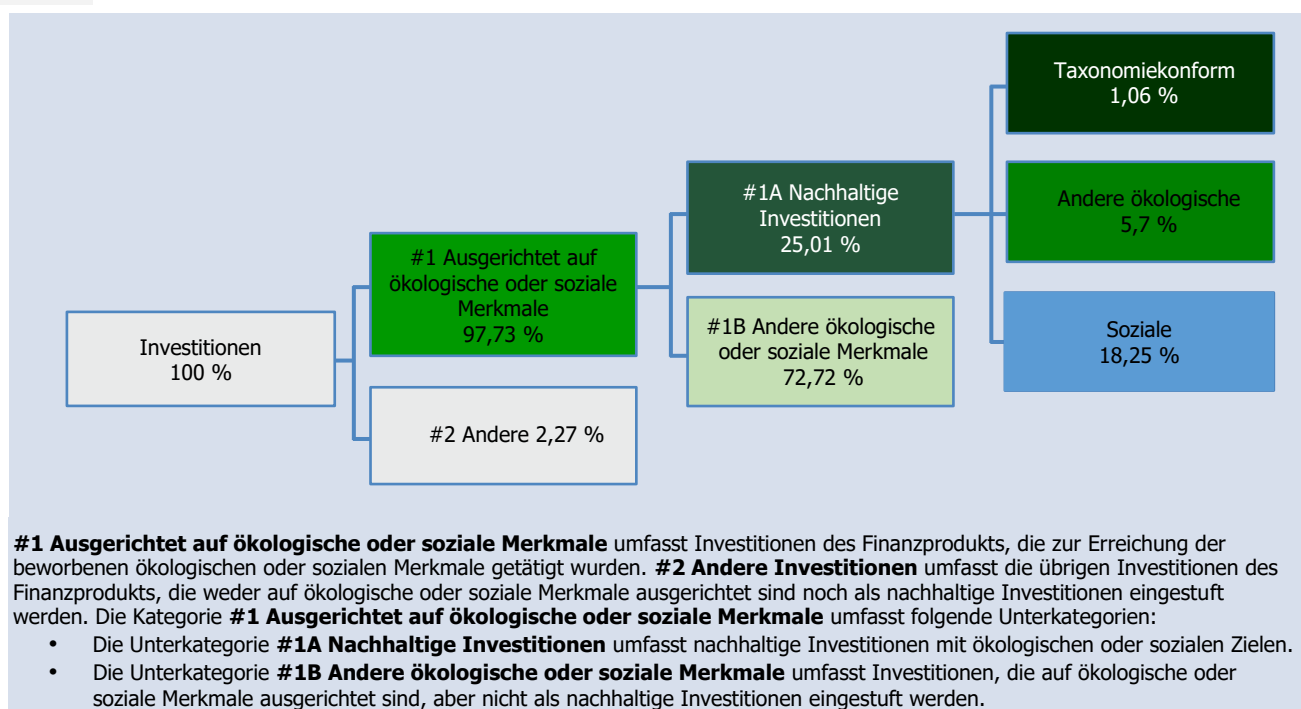 Taxonomiekonform
1,06 %
#1A Nachhaltige
Investitionen
25,01 %
Andere ökologische
5,7 %
#1 Ausgerichtet auf
ökologische oder soziale
Merkmale
97,73 %
#1B Andere ökologische
oder soziale Merkmale
72,72 %
Soziale
18,25 %
Investitionen
100 %
#2 Andere 2,27 %
#1 Ausgerichtet auf ökologische oder soziale Merkmale umfasst Investitionen des Finanzprodukts, die zur Erreichung der
beworbenen ökologischen oder sozialen Merkmale getätigt wurden. #2 Andere Investitionen umfasst die übrigen Investitionen des
Finanzprodukts, die weder auf ökologische oder soziale Merkmale ausgerichtet sind noch als nachhaltige Investitionen eingestuft
werden. Die Kategorie #1 Ausgerichtet auf ökologische oder soziale Merkmale umfasst folgende Unterkategorien:
• Die Unterkategorie #1A Nachhaltige Investitionen umfasst nachhaltige Investitionen mit ökologischen oder sozialen Zielen.
• Die Unterkategorie #1B Andere ökologische oder soziale Merkmale umfasst Investitionen, die auf ökologische oder
soziale Merkmale ausgerichtet sind, aber nicht als nachhaltige Investitionen eingestuft werden.